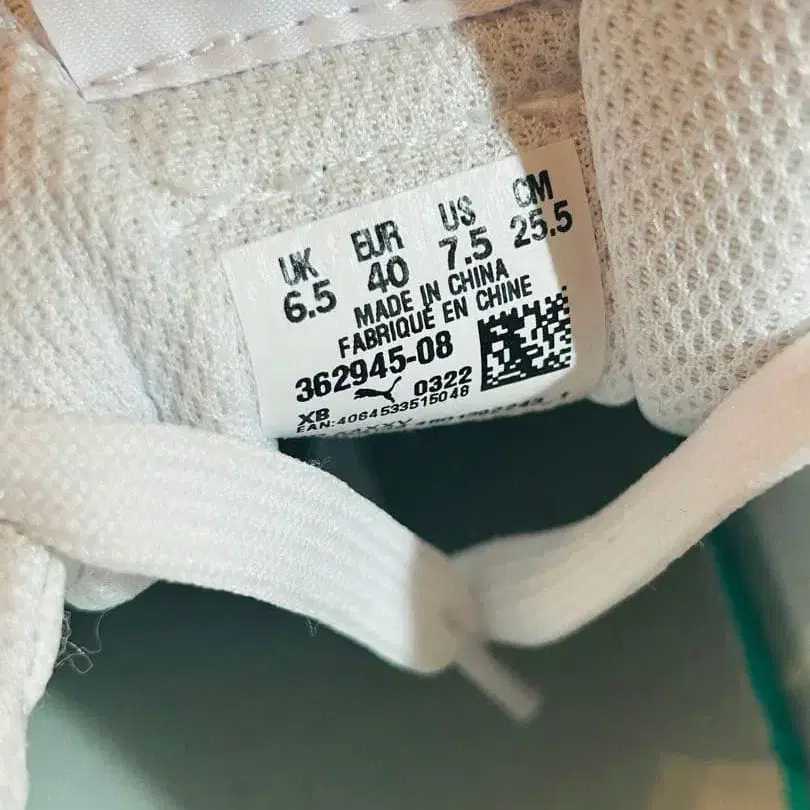 UK EUR US CM
6.5 40 7.5 25.5
MADE IN CHINA
FABRIQUÉ EN CHINE
362945-08
XB 0322
EAN:4064533515048